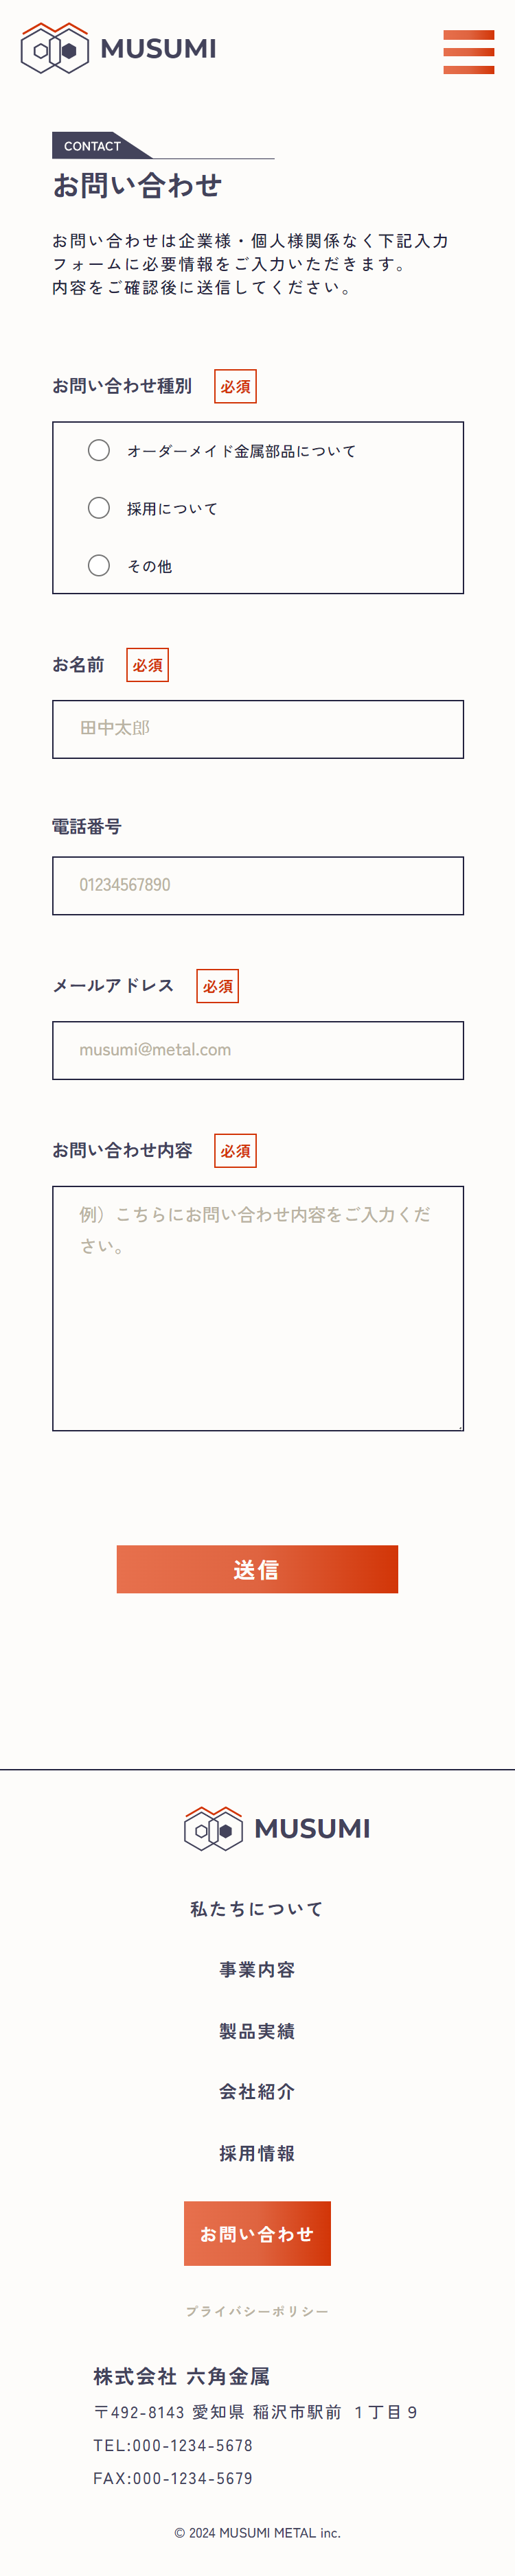 MUSUMI
CONTACT
お問い合わせ
お問い合わせは企業様・個人様関係なく下記入力
フォームに必要情報をご入力いただきます。
内容をご確認後に送信してください。
お問い合わせ種別 必須
オーダーメイド金属部品について
採用について
その他
お名前 必須
田中太郎
電話番号
01234567890
メールアドレス 必須
musumi@metal.com
お問い合わせ内容 必須
例）こちらにお問い合わせ内容をご入力くだ
さい。
送信
MUSUMI
私たちについて
事業内容
製品実績
会社紹介
採用情報
お問い合わせ
プライバシーポリシー
株式会社 六角金属
〒492-8143 愛知県 稲沢市駅前 １丁目９
TEL:000-1234-5678
FAX:000-1234-5679
© 2024 MUSUMI METAL inc.